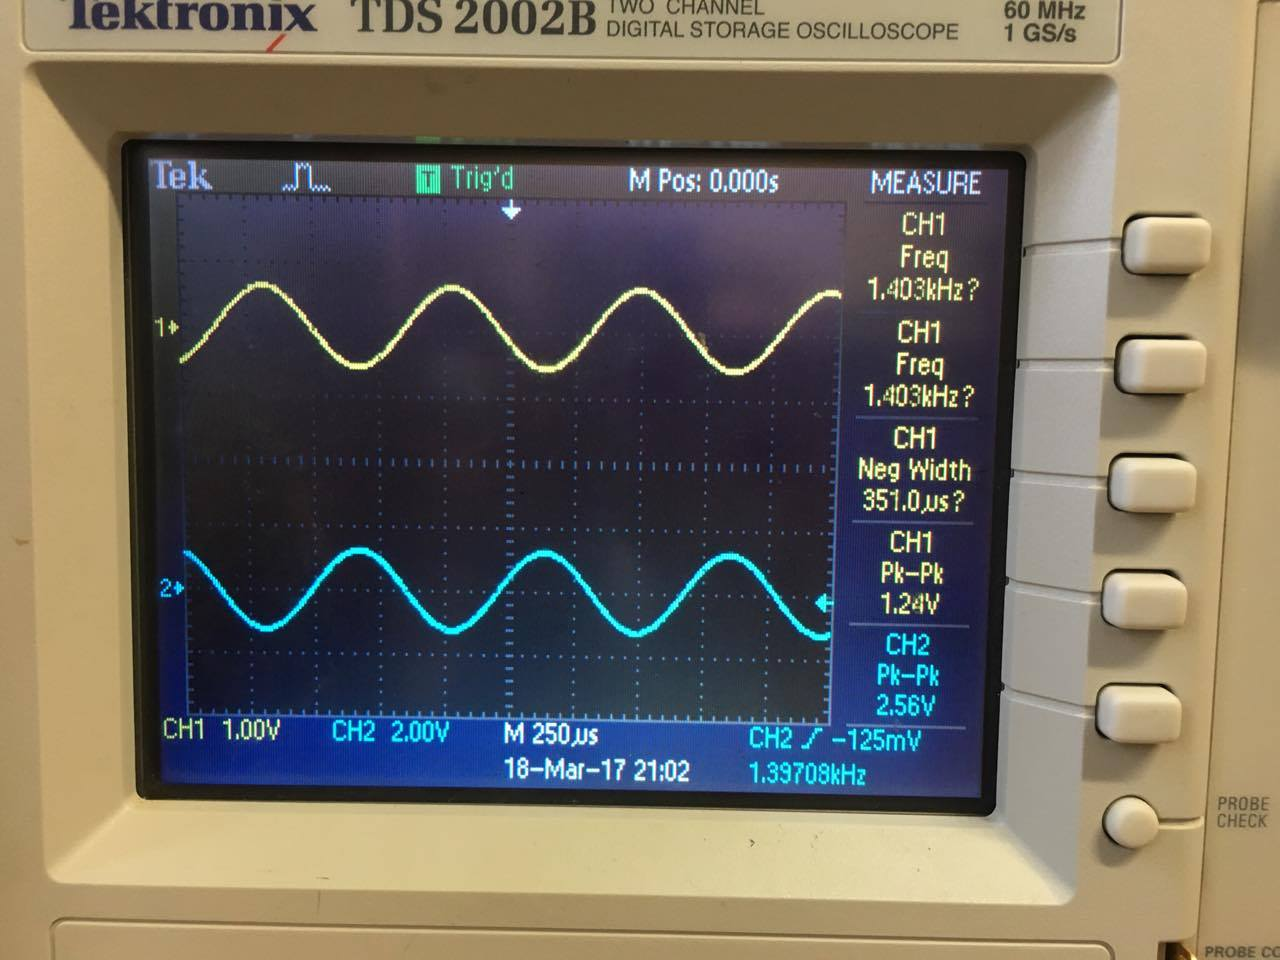 Tektronix TDS 2002B TWO CHANNEL DIGITAL STORAGE OSCILLOSCOPE 60 MHz 1 GS/s
Tek T Trig'd M Pos: 0.000s MEASURE
CH1
Freq
1.403kHz?
CH1
Freq
1.403kHz?
CH1
Neg Width
351.0µs?
CH1
Pk-Pk
1.24V
CH2
Pk-Pk
2.56V
1
2
CH1 1.00V CH2 2.00V M 250µs CH2 -125mV
18-Mar-17 21:02 1.39708kHz
PROBE
CHECK
PROBE